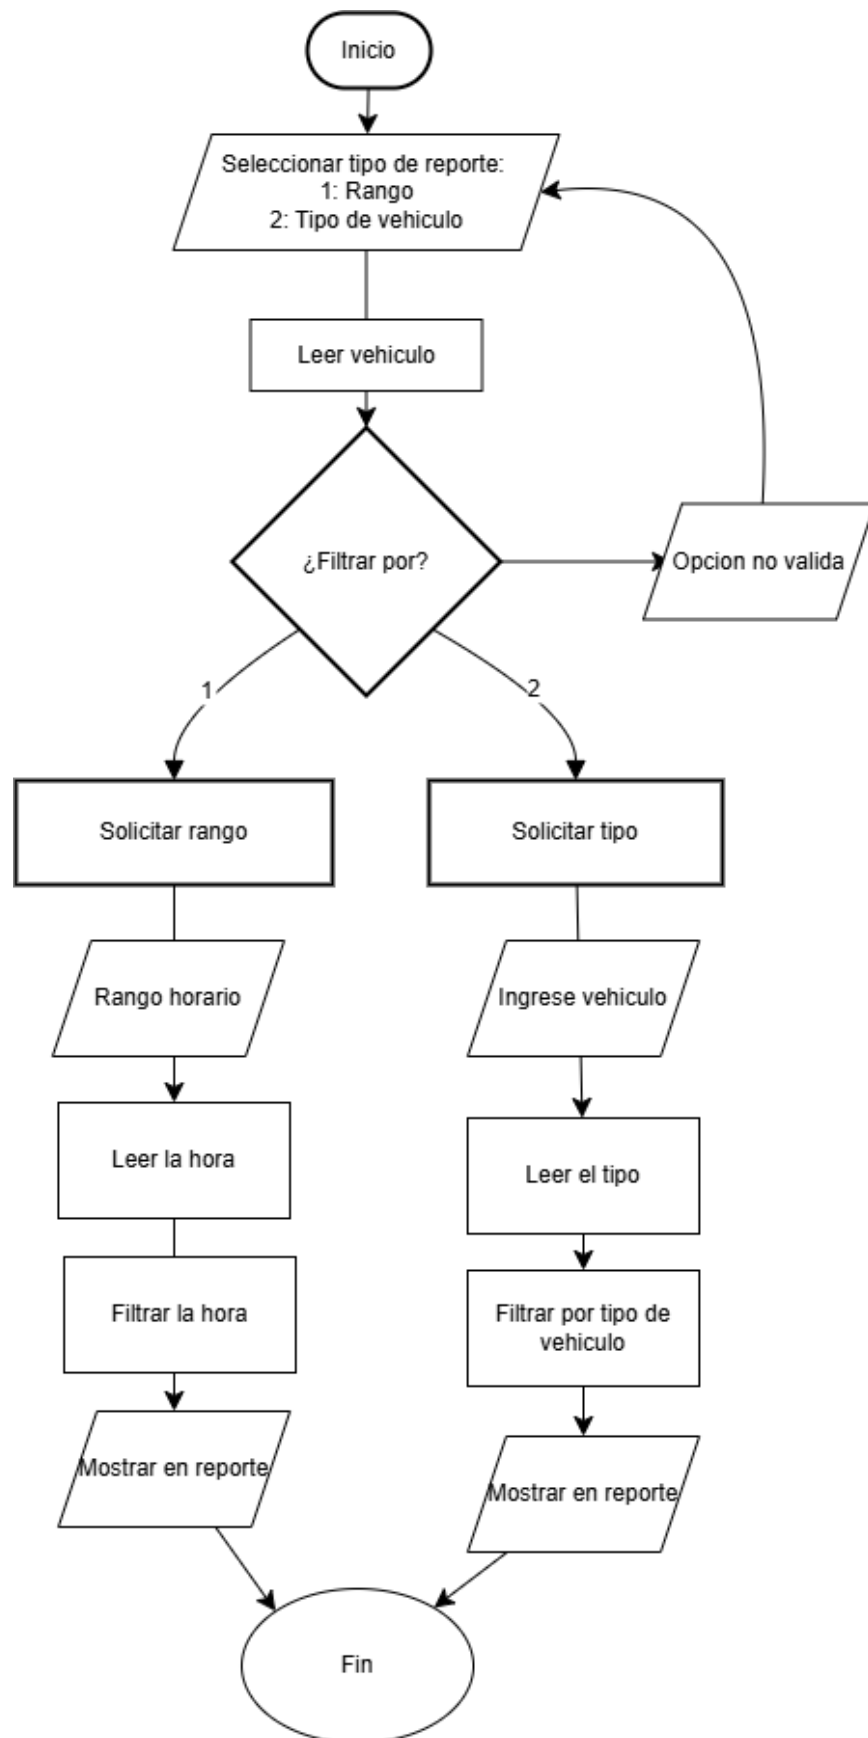 Inicio
Seleccionar tipo de reporte:
1: Rango
2: Tipo de vehiculo
Leer vehiculo
¿Filtrar por?
Opcion no valida
1
2
Solicitar rango
Solicitar tipo
Rango horario
Ingrese vehiculo
Leer la hora
Leer el tipo
Filtrar la hora
Filtrar por tipo de
vehiculo
Mostrar en reporte
Mostrar en reporte
Fin